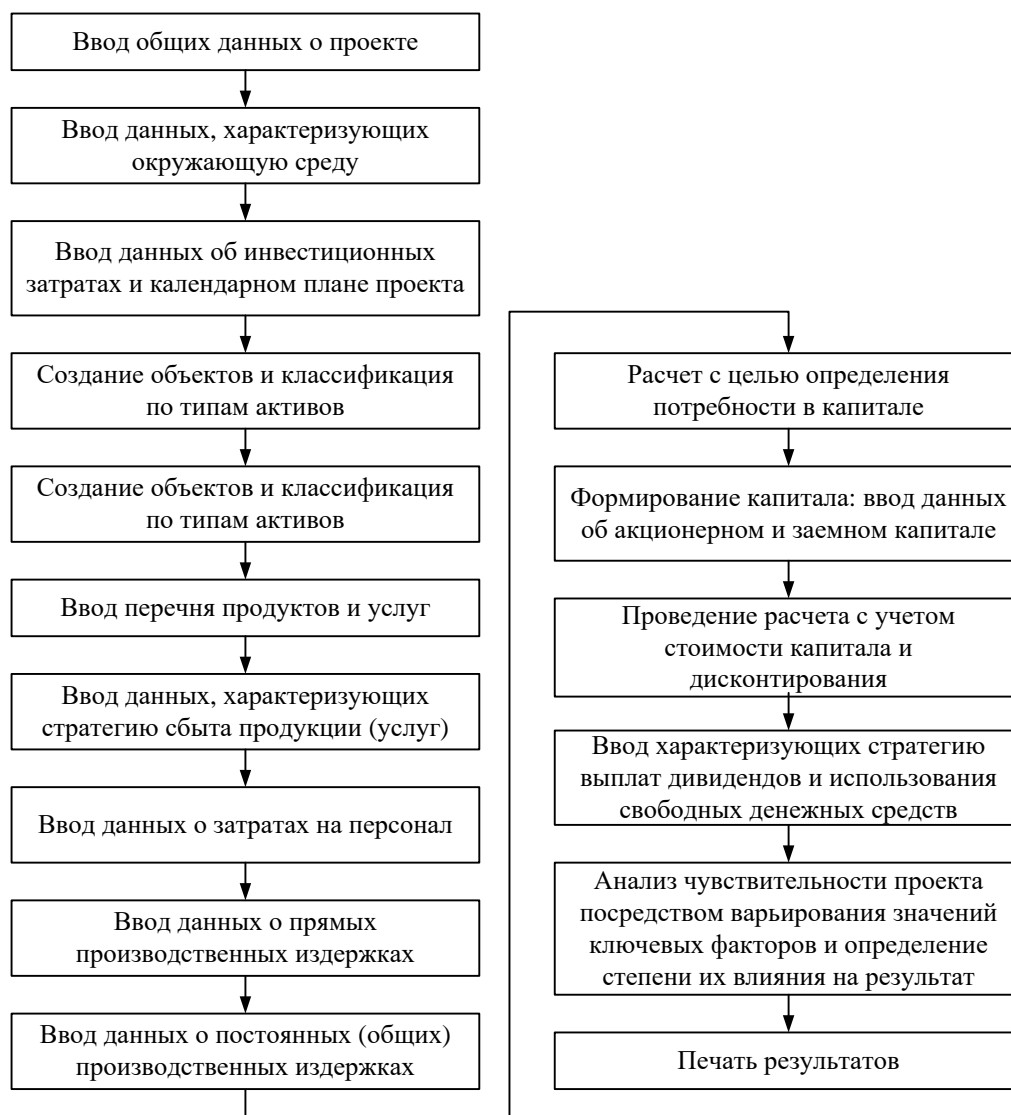 Ввод общих данных о проекте
Ввод данных, характеризующих
окружающую среду
Ввод данных об инвестиционных
затратах и календарном плане проекта
Создание объектов и классификация
по типам активов
Создание объектов и классификация
по типам активов
Ввод перечня продуктов и услуг
Ввод данных, характеризующих
стратегию сбыта продукции (услуг)
Ввод данных о затратах на персонал
Ввод данных о прямых
производственных издержках
Ввод данных о постоянных (общих)
производственных издержках
Расчет с целью определения
потребности в капитале
Формирование капитала: ввод данных
об акционерном и заемном капитале
Проведение расчета с учетом
стоимости капитала и
дисконтирования
Ввод характеризующих стратегию
выплат дивидендов и использования
свободных денежных средств
Анализ чувствительности проекта
посредством варьирования значений
ключевых факторов и определение
степени их влияния на результат
Печать результатов